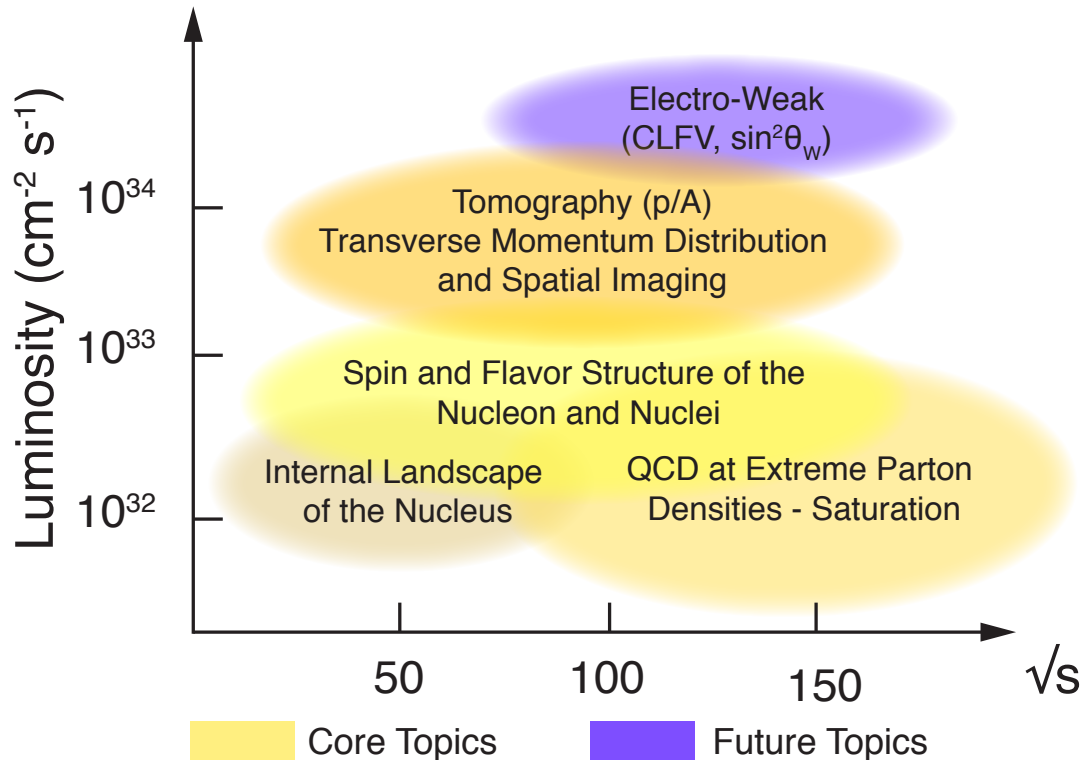 Luminosity (cm⁻² s⁻¹)
10³⁴
10³³
10³²
Electro-Weak
(CLFV, sin²θ_w)
Tomography (p/A)
Transverse Momentum Distribution
and Spatial Imaging
Spin and Flavor Structure of the
Nucleon and Nuclei
Internal Landscape
of the Nucleus
QCD at Extreme Parton
Densities - Saturation
50
100
150
√s
Core Topics
Future Topics